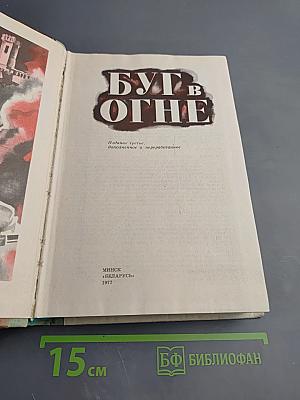 БУГ В
ОГНЕ
Издание третье,
дополненное и переработанное
МИНСК
«БЕЛАРУСЬ»
1977
15 СМ
БФ БИБЛИОФАН